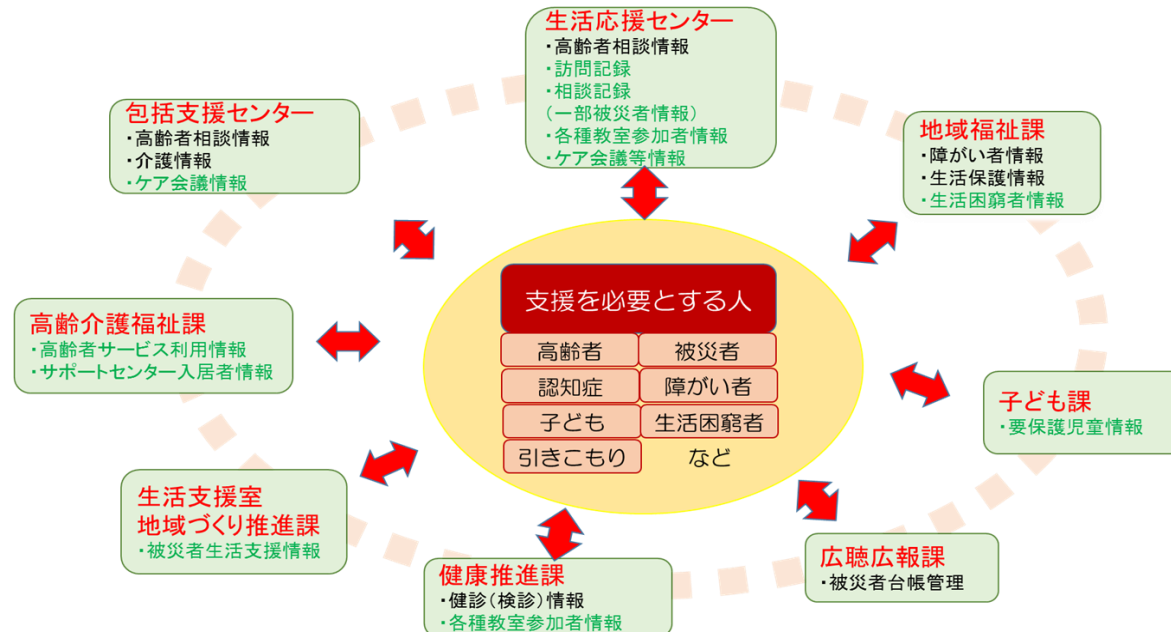 生活応援センター
・高齢者相談情報
・訪問記録
・相談記録
(一部被災者情報)
・各種教室参加者情報
・ケア会議等情報
包括支援センター
・高齢者相談情報
・介護情報
・ケア会議情報
地域福祉課
・障がい者情報
・生活保護情報
・生活困窮者情報
支援を必要とする人
高齢者
被災者
認知症
障がい者
子ども
生活困窮者
引きこもり
など
高齢介護福祉課
・高齢者サービス利用情報
・サポートセンター入居者情報
子ども課
・要保護児童情報
生活支援室
地域づくり推進課
・被災者生活支援情報
健康推進課
・健診(検診)情報
・各種教室参加者情報
広聴広報課
・被災者台帳管理